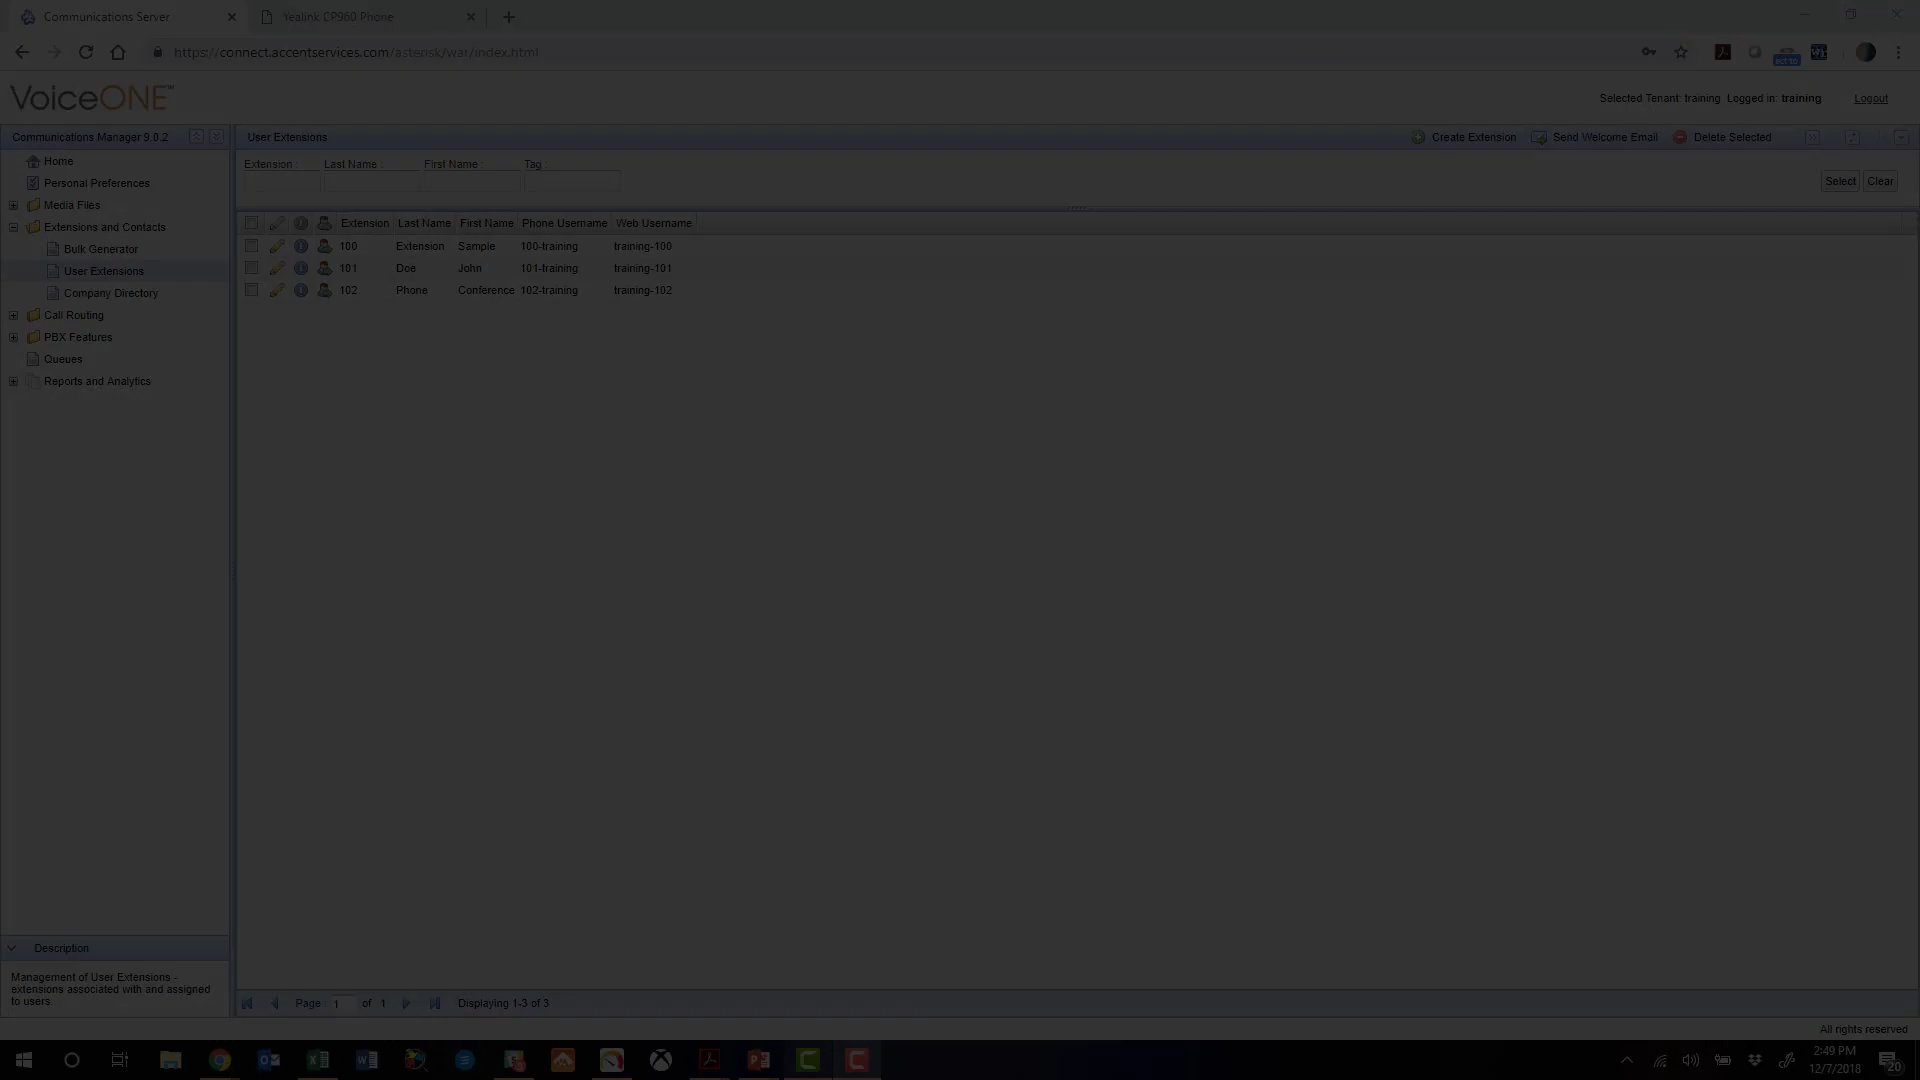 Communications Server
Yealink CP960 Phone
https://connect.accentservices.com/asterisk/war/index.html
VoiceONE™
Selected Tenant: training Logged in: training Logout
Communications Manager 9.0.2
User Extensions
Create Extension
Send Welcome Email
Delete Selected
Home
Personal Preferences
Media Files
Extensions and Contacts
Bulk Generator
User Extensions
Company Directory
Call Routing
PBX Features
Queues
Reports and Analytics
Extension : Last Name : First Name : Tag :
Select Clear
Extension Last Name First Name Phone Username Web Username
100 Extension Sample 100-training training-100
101 Doe John 101-training training-101
102 Phone Conference 102-training training-102
Description
Management of User Extensions -
extensions associated with and assigned
to users.
Page 1 of 1 Displaying 1-3 of 3
All rights reserved
2:49 PM
12/7/2018
20